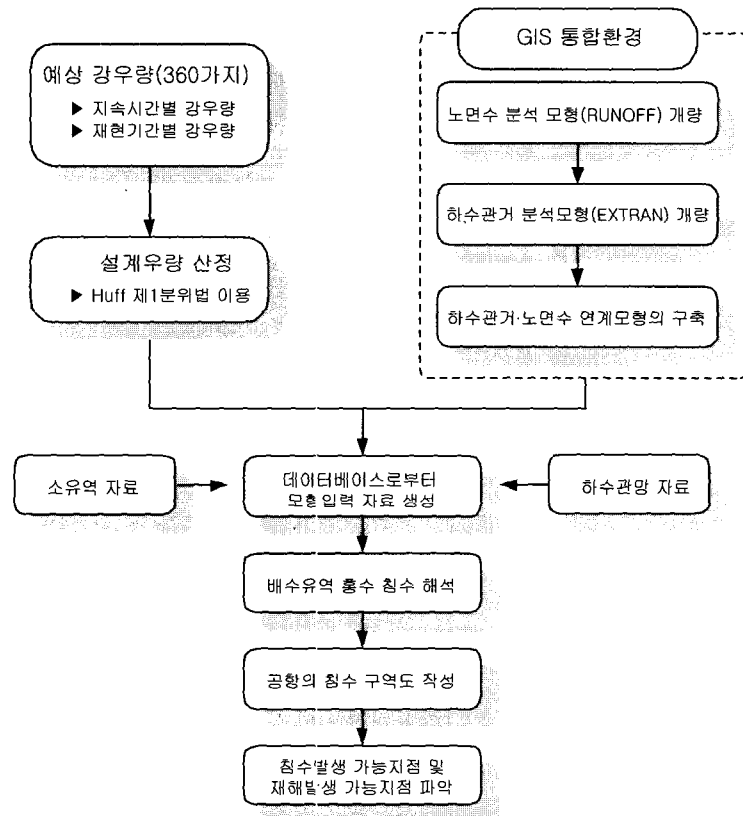 예상 강우량(360가지)
▶ 지속시간별 강우량
▶ 재현기간별 강우량
설계우량 산정
▶ Huff 제1분위법 이용
GIS 통합환경
노면수 분석 모형(RUNOFF) 개량
하수관거 분석모형(EXTRAN) 개량
하수관거·노면수 연계모형의 구축
소유역 자료
데이터베이스로부터
모형입력 자료 생성
하수관망 자료
배수유역 홍수 침수 해석
공항의 침수 구역도 작성
침수발생 가능지점 및
재해발생 가능지점 파악